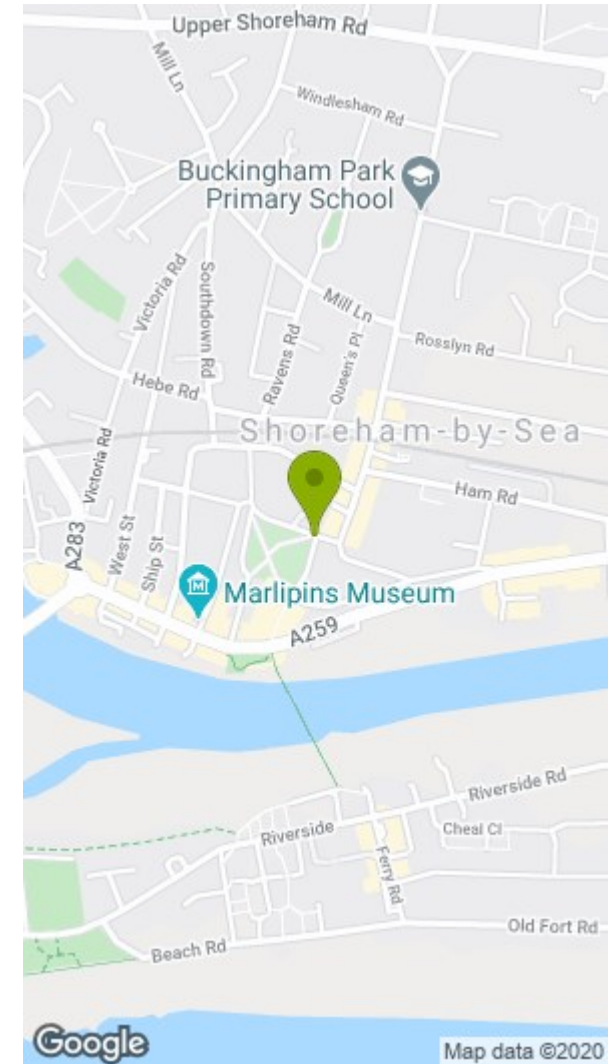 Upper Shoreham Rd
Mill Ln
Windlesham Rd
Buckingham Park
Primary School
Victoria Rd
Southdown Rd
Mill Ln
Ravens Rd
Queen's Pl
Rosslyn Rd
Hebe Rd
Shoreham-by-Sea
Victoria Rd
Ham Rd
A283
West St
Ship St
M
Marlipins Museum
A259
Riverside Rd
Riverside
Cheal Cl
Ferry Rd
Old Fort Rd
Beach Rd
Google
Map data ©2020